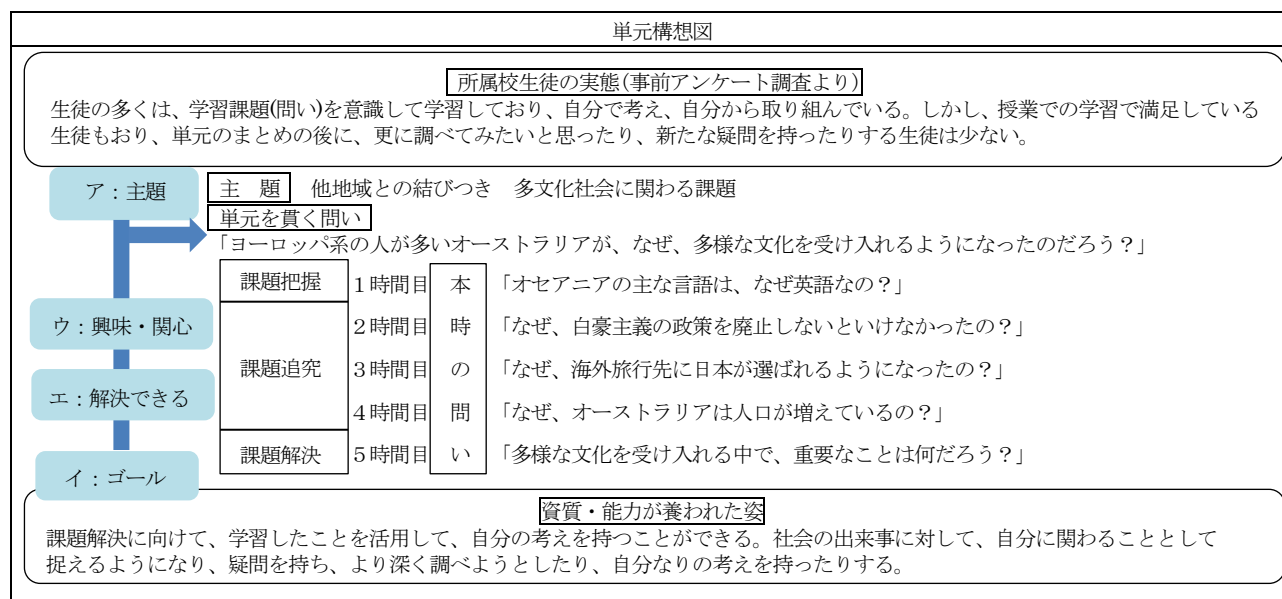 単元構想図
所属校生徒の実態(事前アンケート調査より)
生徒の多くは、学習課題(問い)を意識して学習しており、自分で考え、自分から取り組んでいる。しかし、授業での学習で満足している
生徒もおり、単元のまとめの後に、更に調べてみたいと思ったり、新たな疑問を持ったりする生徒は少ない。
ア：主題
主　題　他地域との結びつき　多文化社会に関わる課題
単元を貫く問い
「ヨーロッパ系の人が多いオーストラリアが、なぜ、多様な文化を受け入れるようになったのだろう？」
課題把握　1時間目　本　「オセアニアの主な言語は、なぜ英語なの？」
ウ：興味・関心　2時間目　時　「なぜ、白豪主義の政策を廃止しないといけなかったの？」
課題追究　3時間目　の　「なぜ、海外旅行先に日本が選ばれるようになったの？」
エ：解決できる
4時間目　問　「なぜ、オーストラリアは人口が増えているの？」
課題解決　5時間目　い　「多様な文化を受け入れる中で、重要なことは何だろう？」
イ：ゴール
資質・能力が養われた姿
課題解決に向けて、学習したことを活用して、自分の考えを持つことができる。社会の出来事に対して、自分に関わることとして
捉えるようになり、疑問を持ち、より深く調べようとしたり、自分なりの考えを持ったりする。